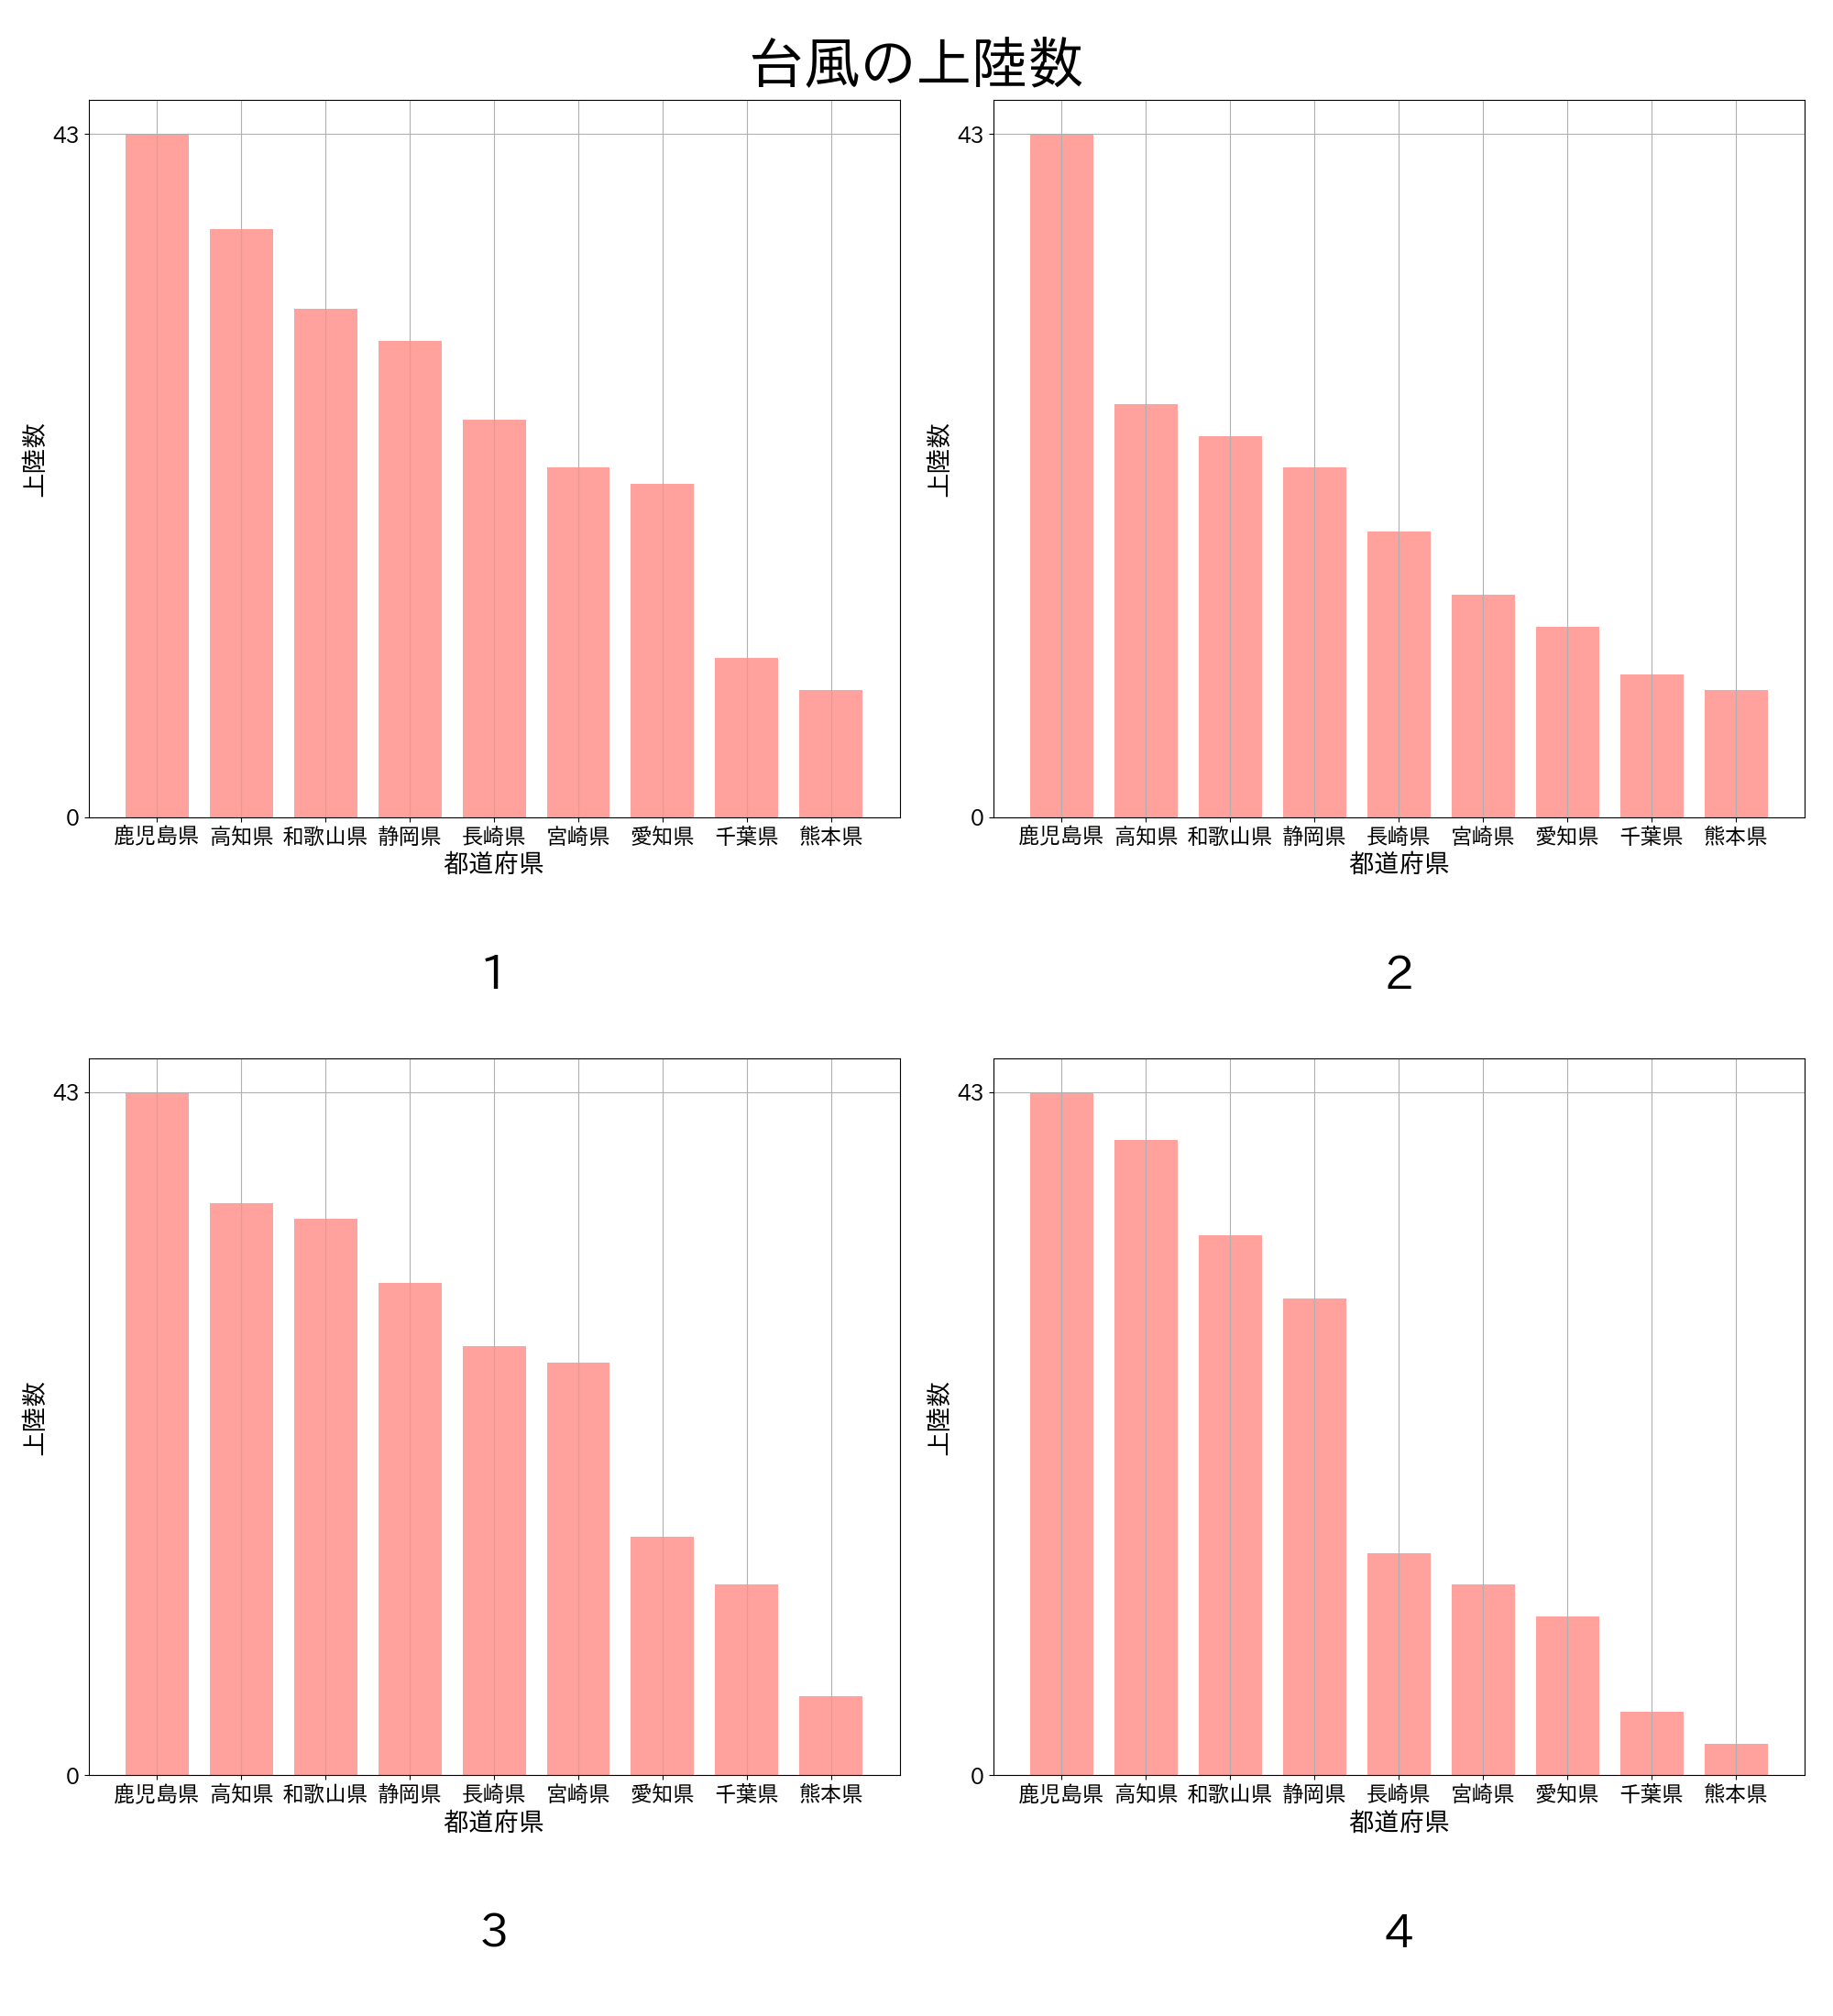 台風の上陸数
43
0
上陸数
鹿児島県 高知県 和歌山県 静岡県 長崎県 宮崎県 愛知県 千葉県 熊本県
都道府県
1
43
0
上陸数
鹿児島県 高知県 和歌山県 静岡県 長崎県 宮崎県 愛知県 千葉県 熊本県
都道府県
2
43
0
上陸数
鹿児島県 高知県 和歌山県 静岡県 長崎県 宮崎県 愛知県 千葉県 熊本県
都道府県
3
43
0
上陸数
鹿児島県 高知県 和歌山県 静岡県 長崎県 宮崎県 愛知県 千葉県 熊本県
都道府県
4